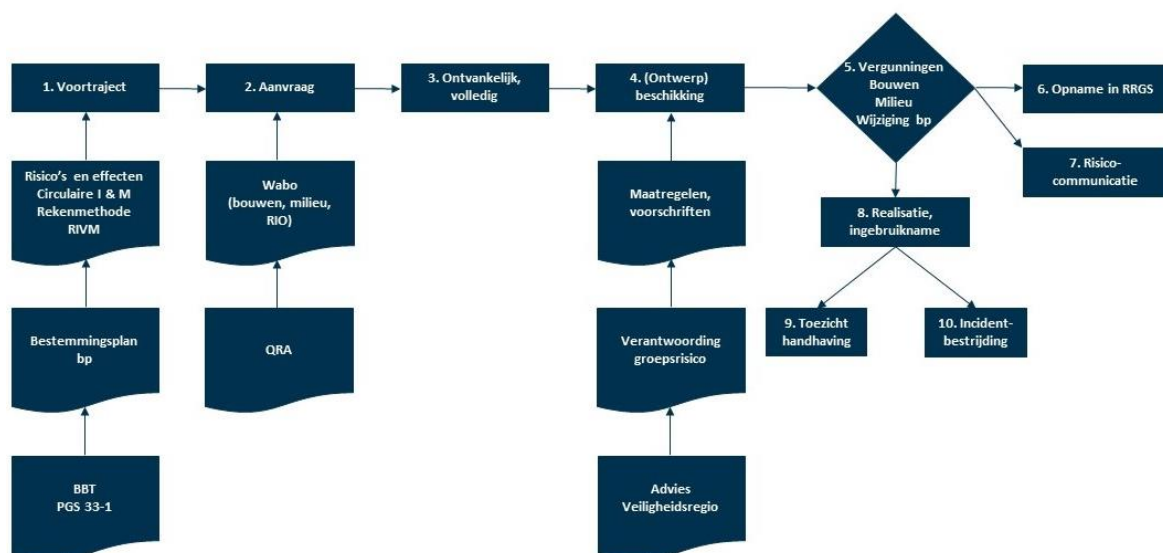 1. Voortraject
2. Aanvraag
3. Ontvankelijk,
volledig
4. (Ontwerp)
beschikking
5. Vergunningen
Bouwen
Milieu
Wijziging bp
6. Opname in RRGS
7. Risico-
communicatie
Risico's en effecten
Circulaire I & M
Rekenmethode
RIVM
Wabo
(bouwen, milieu,
RIO)
Maatregelen,
voorschriften
8. Realisatie,
ingebruikname
Bestemmingsplan
bp
QRA
Verantwoording
groepsrisico
9. Toezicht
handhaving
10. Incident-
bestrijding
BBT
PGS 33-1
Advies
Veiligheidsregio